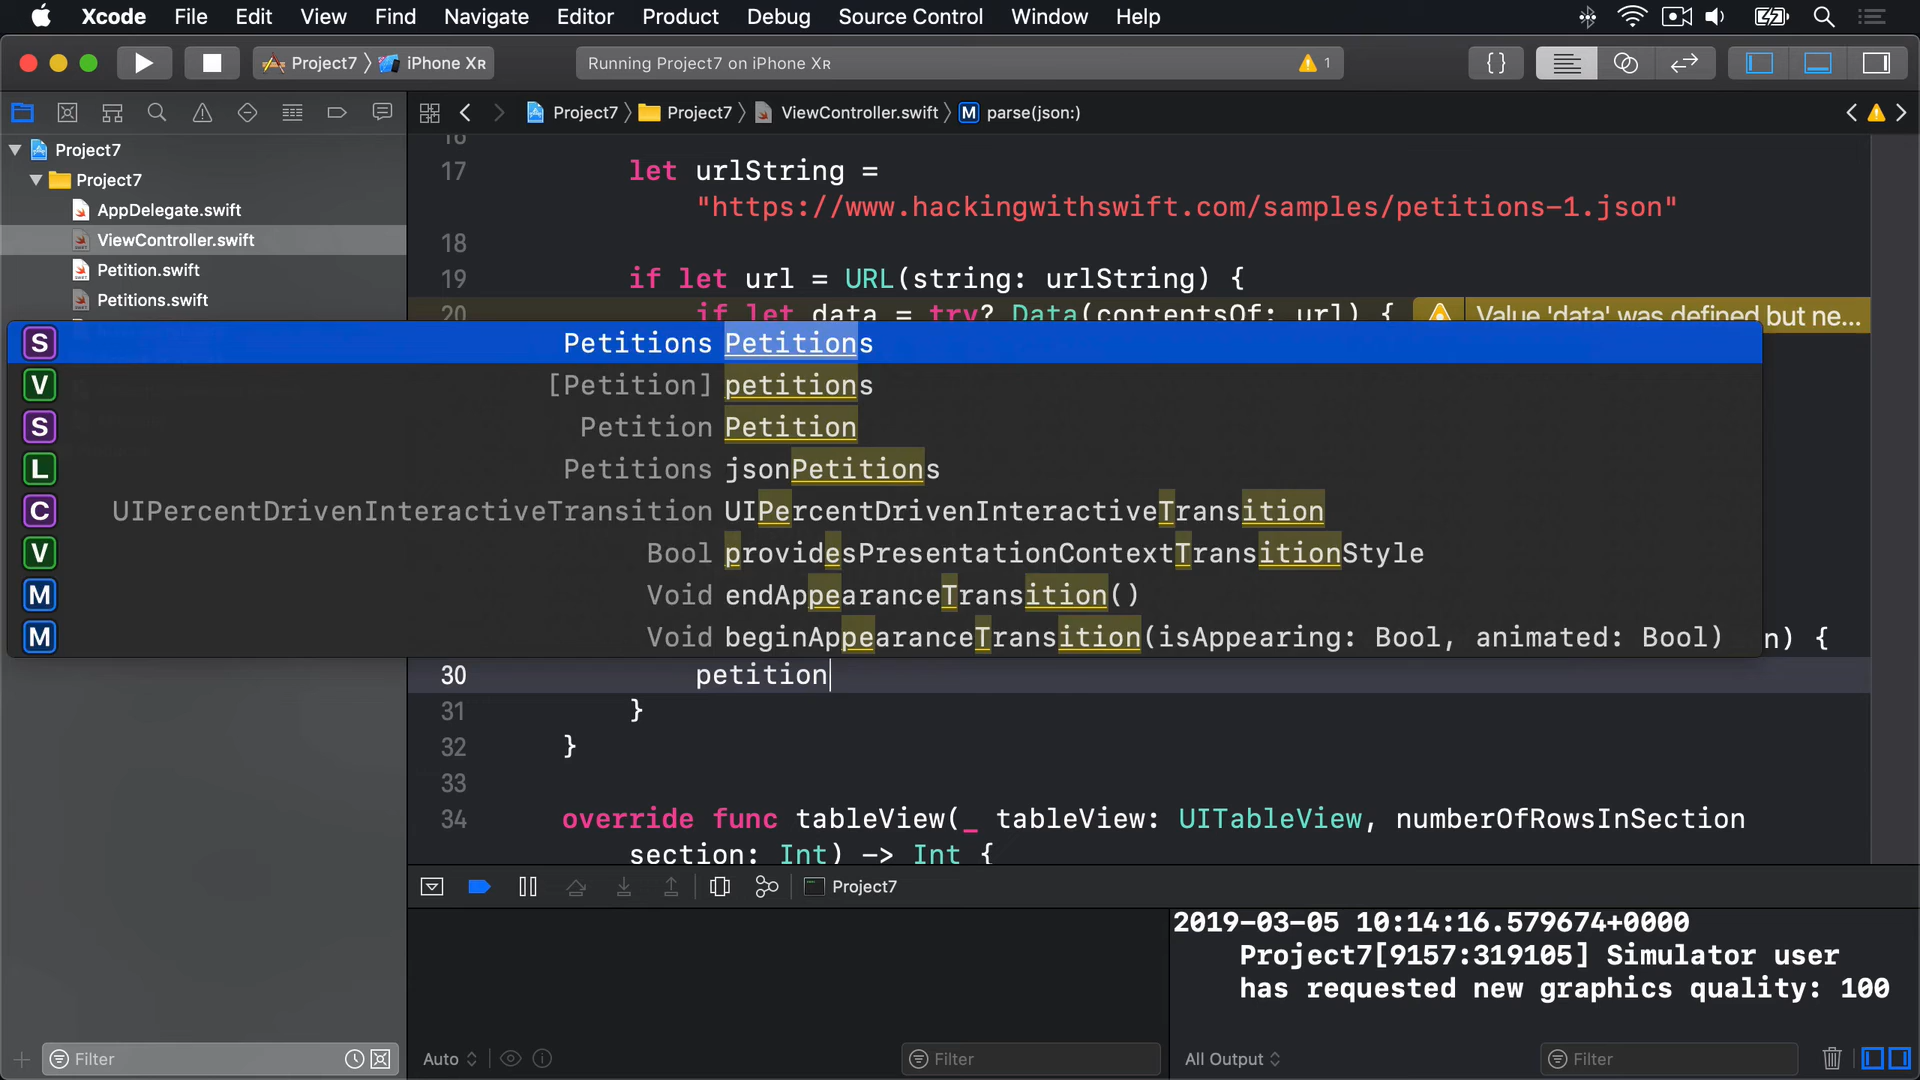 Xcode File Edit View Find Navigate Editor Product Debug Source Control Window Help
Project7 〉 iPhone Xʀ
Running Project7 on iPhone Xʀ
1
{}
Project7 〉 Project7 〉 ViewController.swift 〉 M parse(json:)
Project7
Project7
AppDelegate.swift
ViewController.swift
Petition.swift
Petitions.swift
16
17 let urlString =
"https://www.hackingwithswift.com/samples/petitions-1.json"
18
19 if let url = URL(string: urlString) {
20 if let data = try? Data(contentsOf: url) {
Value 'data' was defined but ne...
S Petitions Petitions
V [Petition] petitions
S Petition Petition
L Petitions jsonPetitions
C UIPercentDrivenInteractiveTransition UIPercentDrivenInteractiveTransition
V Bool providesPresentationContextTransitionStyle
M Void endAppearanceTransition()
M Void beginAppearanceTransition(isAppearing: Bool, animated: Bool)
n) {
30 petition
31 }
32 }
33
34 override func tableView(_ tableView: UITableView, numberOfRowsInSection
section: Int) -> Int {
Project7
2019-03-05 10:14:16.579674+0000
Project7[9157:319105] Simulator user
has requested new graphics quality: 100
Filter
Auto
Filter
All Output
Filter